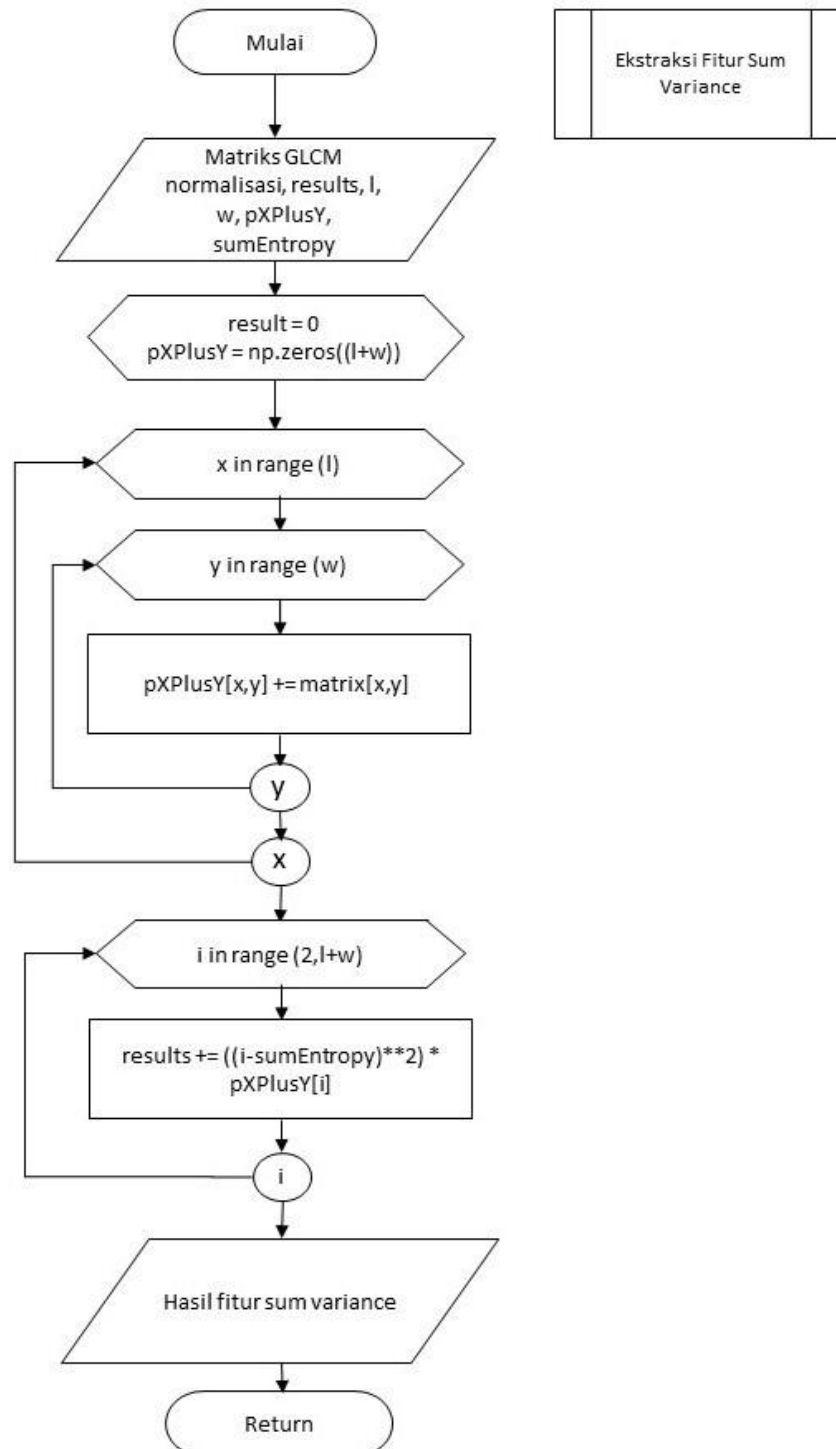 Mulai
Ekstraksi Fitur Sum
Variance
Matriks GLCM
normalisasi, results, l,
w, pXPlusY,
sumEntropy
result = 0
pXPlusY = np.zeros((l+w))
x in range (l)
y in range (w)
pXPlusY[x,y] += matrix[x,y]
y
x
i in range (2,l+w)
results += ((i-sumEntropy)**2) *
pXPlusY[i]
i
Hasil fitur sum variance
Return